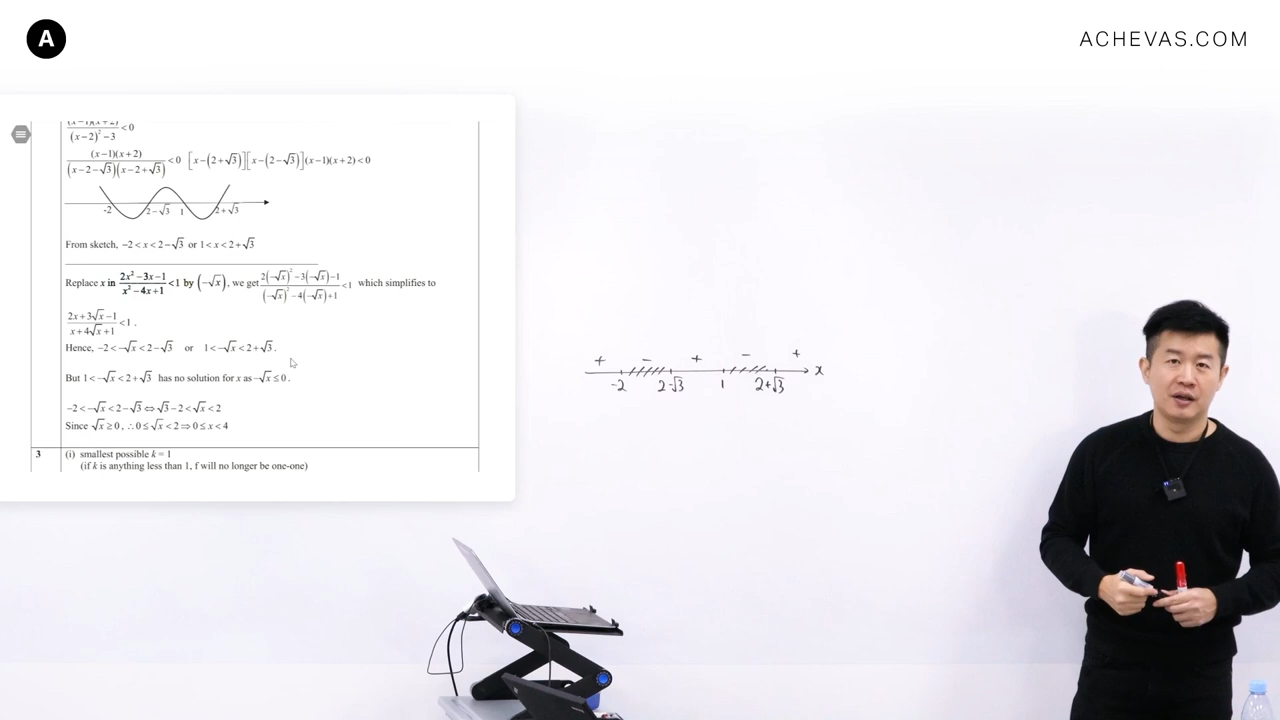 A
ACHEVAS.COM
(x−1)(x+2)/((x−2)²−3) < 0
(x−1)(x+2)/((x−2−√3)(x−2+√3)) < 0 [x−(2+√3)][x−(2−√3)](x−1)(x+2)<0
-2 2−√3 1 2+√3
From sketch, −2 < x < 2−√3 or 1 < x < 2+√3
Replace x in (2x²−3x−1)/(x²−4x+1) < 1 by (−√x), we get (2(−√x)²−3(−√x)−1)/((−√x)²−4(−√x)+1) < 1 which simplifies to
(2x+3√x−1)/(x+4√x+1) < 1 .
Hence, −2 < −√x < 2−√3 or 1 < −√x < 2+√3 .
But 1 < −√x < 2+√3 has no solution for x as −√x ≤ 0 .
−2 < −√x < 2−√3 ⇔ √3−2 < √x < 2
Since √x ≥ 0, ∴ 0 ≤ √x < 2 ⇒ 0 ≤ x < 4
3 (i) smallest possible k = 1
(if k is anything less than 1, f will no longer be one-one)
+ − + − +
-2 2-√3 1 2+√3 x